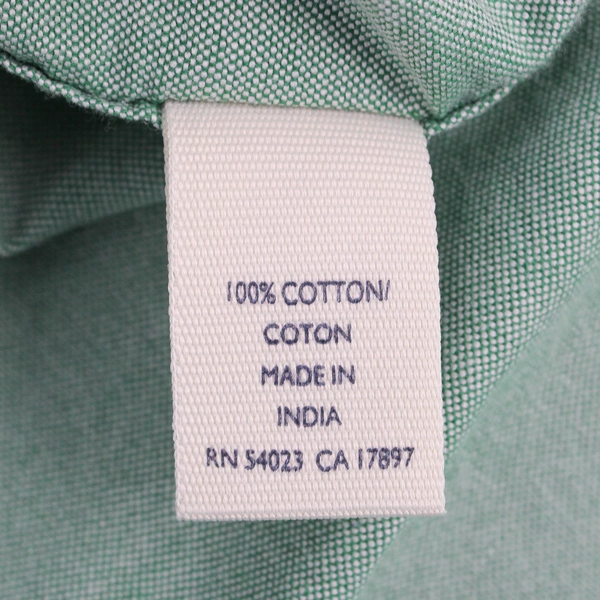 100% COTTON/
COTON
MADE IN
INDIA
RN 54023 CA 17897